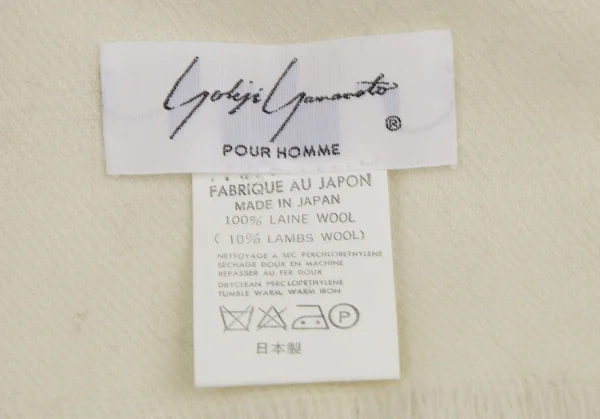 Yohji Yamamoto
®
POUR HOMME
FABRIQUE AU JAPON
MADE IN JAPAN
100% LAINE WOOL
( 10% LAMBS WOOL)
NETTOYAGE A SEC PERCHLORETHYLENE
SECHAGE DOUX EN MACHINE
REPASSER AU FER DOUX
DRYCLEAN PERCLOPETHYLENE
TUMBLE WARM, WARM IRON
P
日本製